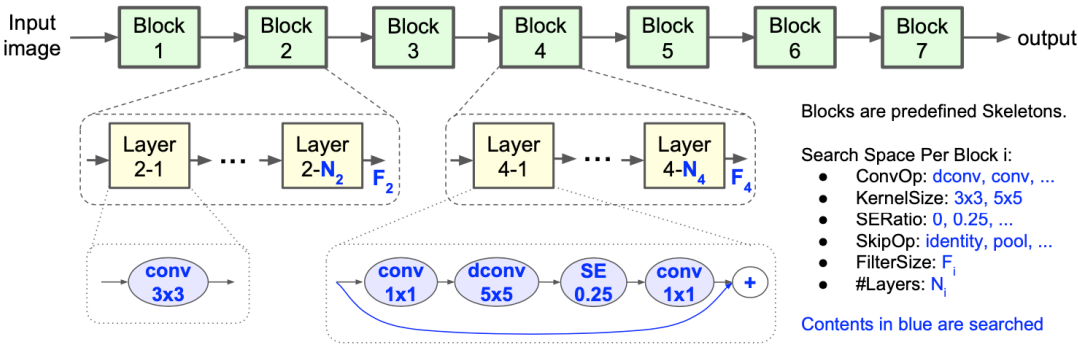 Input image
Block 1
Block 2
Block 3
Block 4
Block 5
Block 6
Block 7
output
Layer 2-1
...
Layer 2-N2
F2
Layer 4-1
...
Layer 4-N4
F4
conv 3x3
conv 1x1
dconv 5x5
SE 0.25
conv 1x1
+
Blocks are predefined Skeletons.
Search Space Per Block i:
● ConvOp: dconv, conv, ...
● KernelSize: 3x3, 5x5
● SERatio: 0, 0.25, ...
● SkipOp: identity, pool, ...
● FilterSize: Fi
● #Layers: Ni
Contents in blue are searched